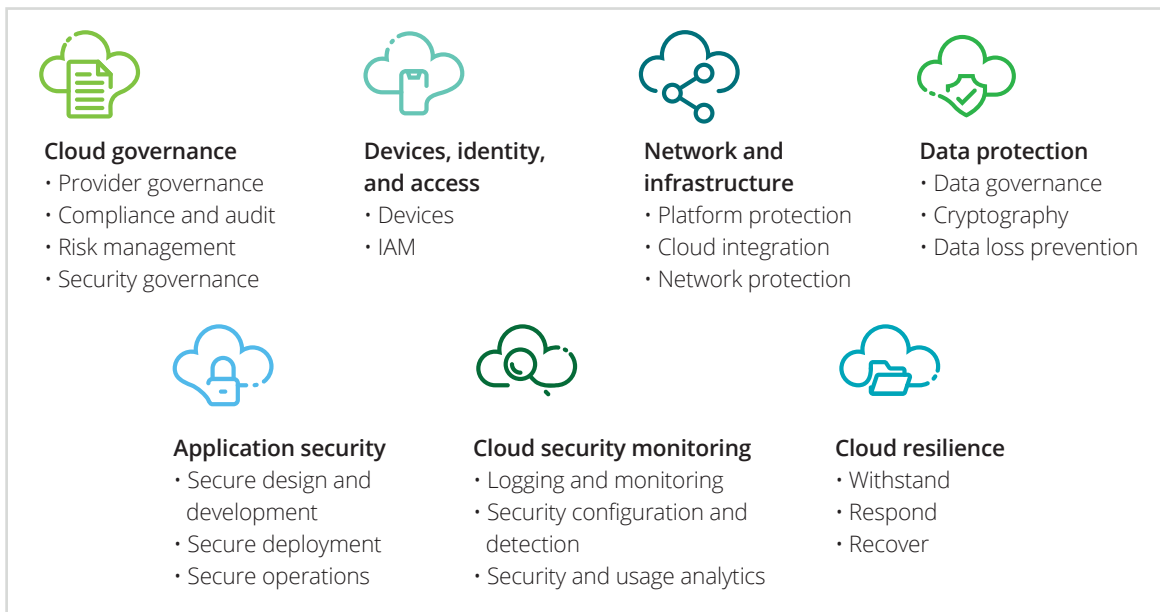 Cloud governance
• Provider governance
• Compliance and audit
• Risk management
• Security governance
Devices, identity,
and access
• Devices
• IAM
Network and
infrastructure
• Platform protection
• Cloud integration
• Network protection
Data protection
• Data governance
• Cryptography
• Data loss prevention
Application security
• Secure design and
development
• Secure deployment
• Secure operations
Cloud security monitoring
• Logging and monitoring
• Security configuration and
detection
• Security and usage analytics
Cloud resilience
• Withstand
• Respond
• Recover